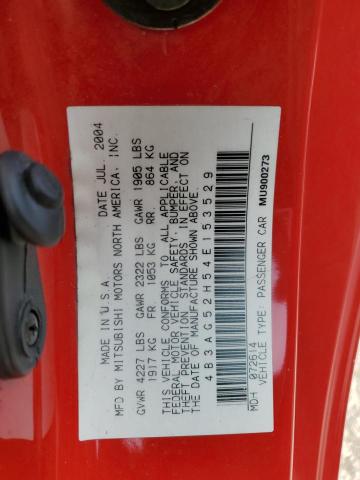 MADE IN U.S.A. DATE JUL. 2004
MFD BY MITSUBISHI MOTORS NORTH AMERICA, INC.
GVWR 4227 LBS GAWR 2322 LBS GAWR 1905 LBS
1917 KG FR 1053 KG RR 864 KG
THIS VEHICLE CONFORMS TO ALL APPLICABLE
FEDERAL MOTOR VEHICLE SAFETY, BUMPER, AND
THEFT PREVENTION STANDARDS IN EFFECT ON
THE DATE OF MANUFACTURE SHOWN ABOVE.
4B3AG52H54E153529
MDH 072614
VEHICLE TYPE: PASSENGER CAR MU900273